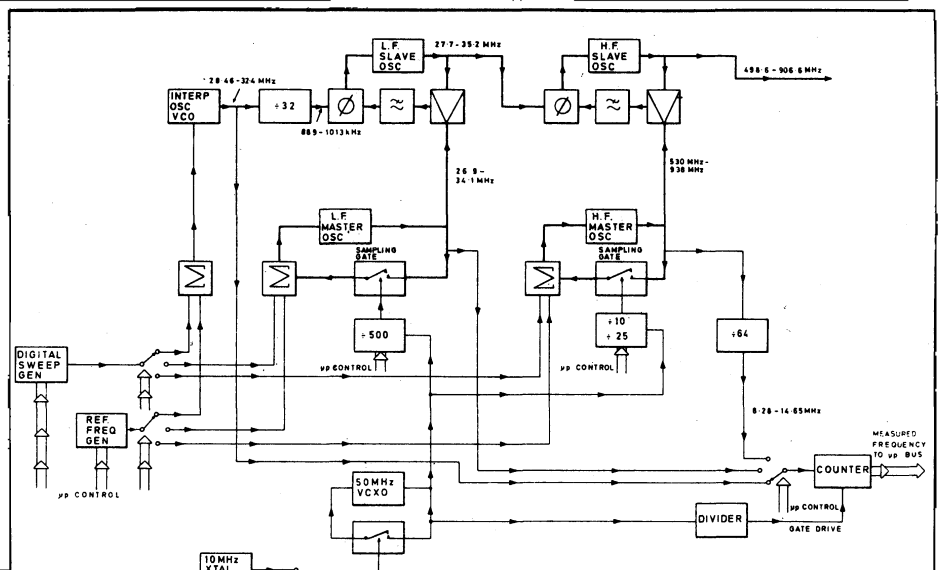 L.F.
SLAVE
OSC
27·7-35·2 MHz
H.F.
SLAVE
OSC
498·6-906·6 MHz
28·46-32·4 MHz
INTERP
OSC
VCO
÷32
Ø
≈
Ø
≈
889-1013 kHz
26·9-
34·1 MHz
530 MHz-
938 MHz
L.F.
MASTER
OSC
H.F.
MASTER
OSC
SAMPLING
GATE
SAMPLING
GATE
Σ
Σ
Σ
÷500
÷10
÷25
÷64
μp CONTROL
μp CONTROL
DIGITAL
SWEEP
GEN
8·28-14·65 MHz
REF.
FREQ
GEN
MEASURED
FREQUENCY
TO μp BUS
COUNTER
μp CONTROL
50MHz
VCXO
μp CONTROL
DIVIDER
GATE DRIVE
10 MHz
XTAL